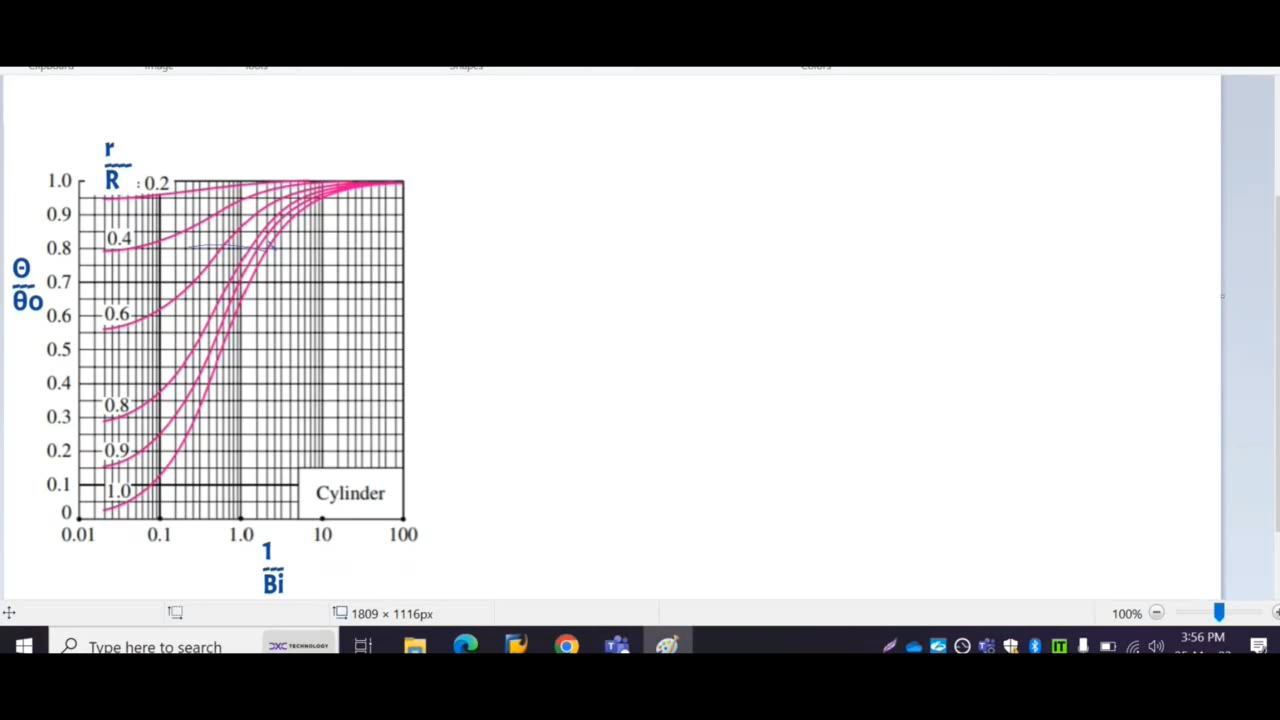 r
R
: 0.2
1.0
0.9
0.4
0.8
Θ
θo
0.7
0.6
0.6
0.5
0.4
0.8
0.3
0.9
0.2
0.1
1.0
Cylinder
0
0.01 0.1 1.0 10 100
1
Bi
1809 × 1116px
100%
Type here to search
DXC TECHNOLOGY
3:56 PM